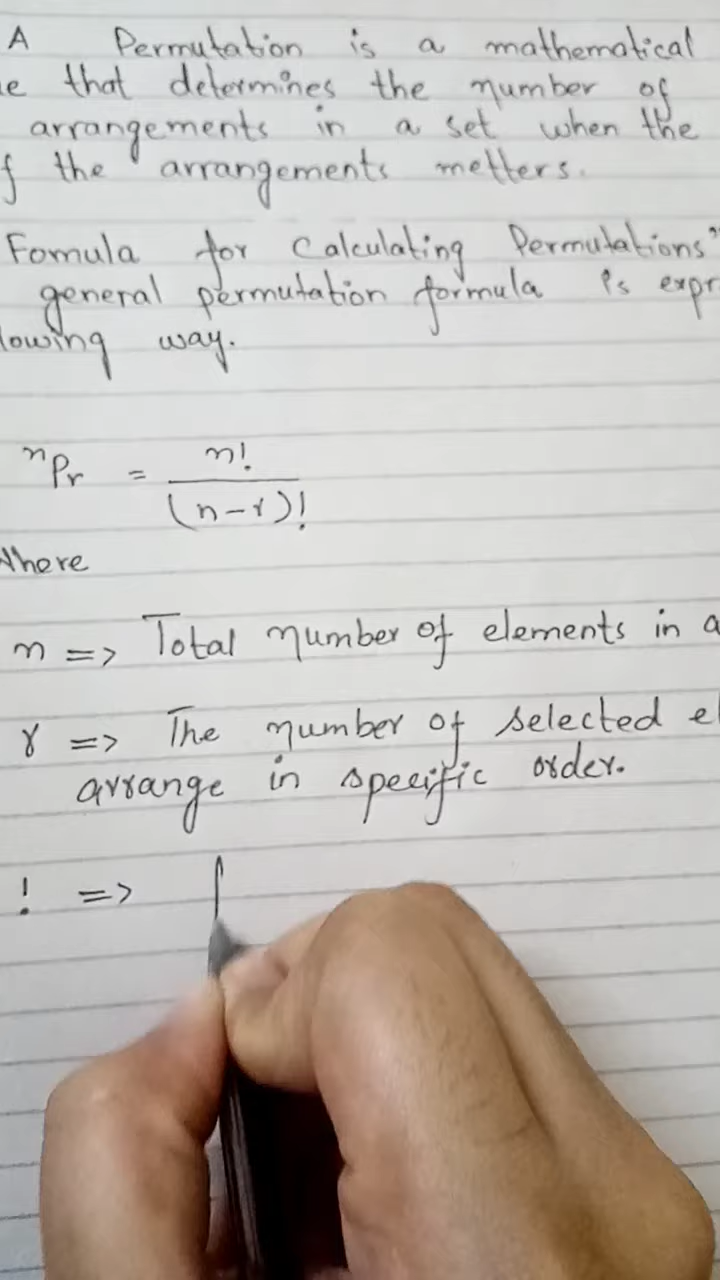 A Permutation is a mathematical
e that determines the number of
arrangements in a set when the
f the arrangements metters.
Fomula for Calculating Permutations"
general permutation formula is expr
lowing way.
nPr = n!
(n-r)!
Where
n => Total number of elements in a
r => The number of selected el
arrange in specific order.
! =>